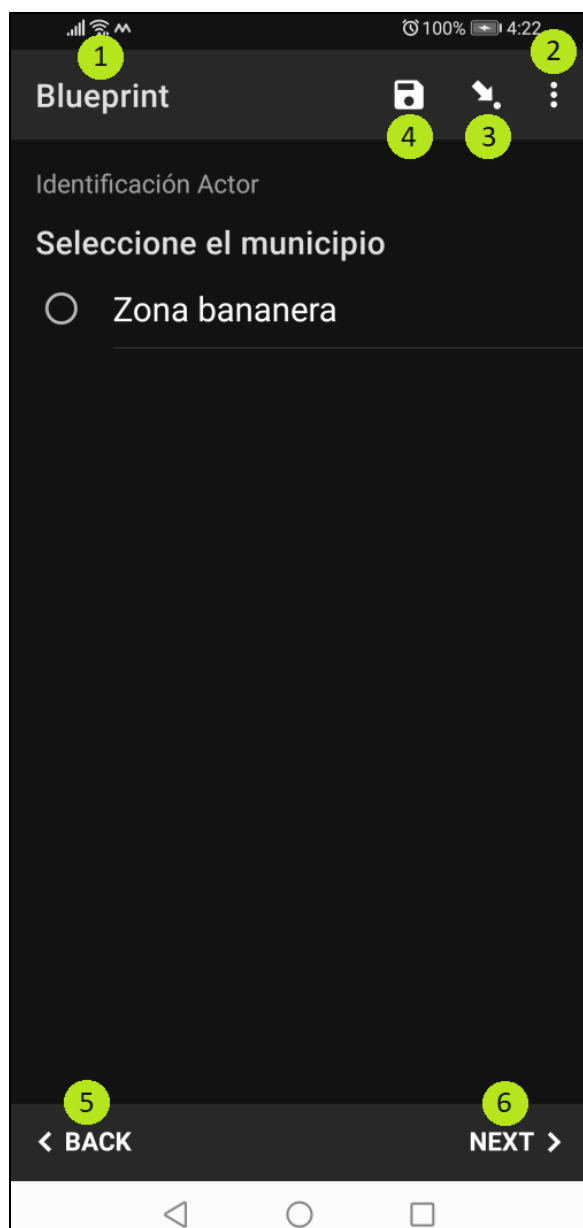 100% 4:22
1
2
Blueprint
4
3
Identificación Actor
Seleccione el municipio
Zona bananera
5
6
< BACK
NEXT >